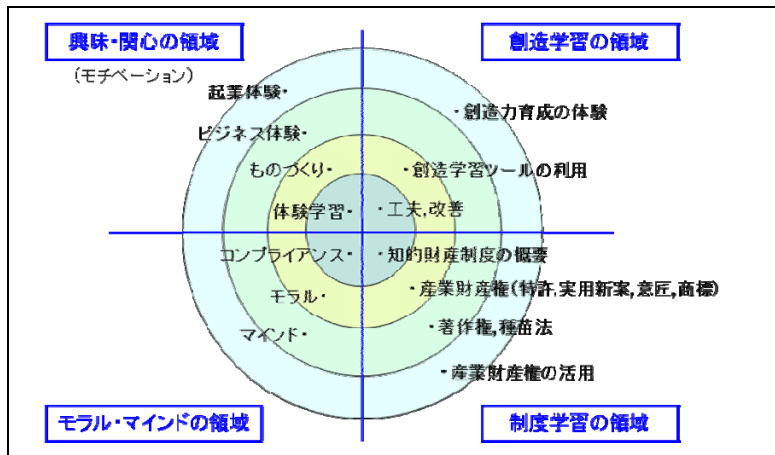 興味・関心の領域
(モチベーション)
創造学習の領域
起業体験・
・創造力育成の体験
ビジネス体験・
ものづくり・
・創造学習ツールの利用
体験学習・
・工夫,改善
コンプライアンス・
・知的財産制度の概要
モラル・
・産業財産権(特許,実用新案,意匠,商標)
マインド・
・著作権,種苗法
・産業財産権の活用
モラル・マインドの領域
制度学習の領域